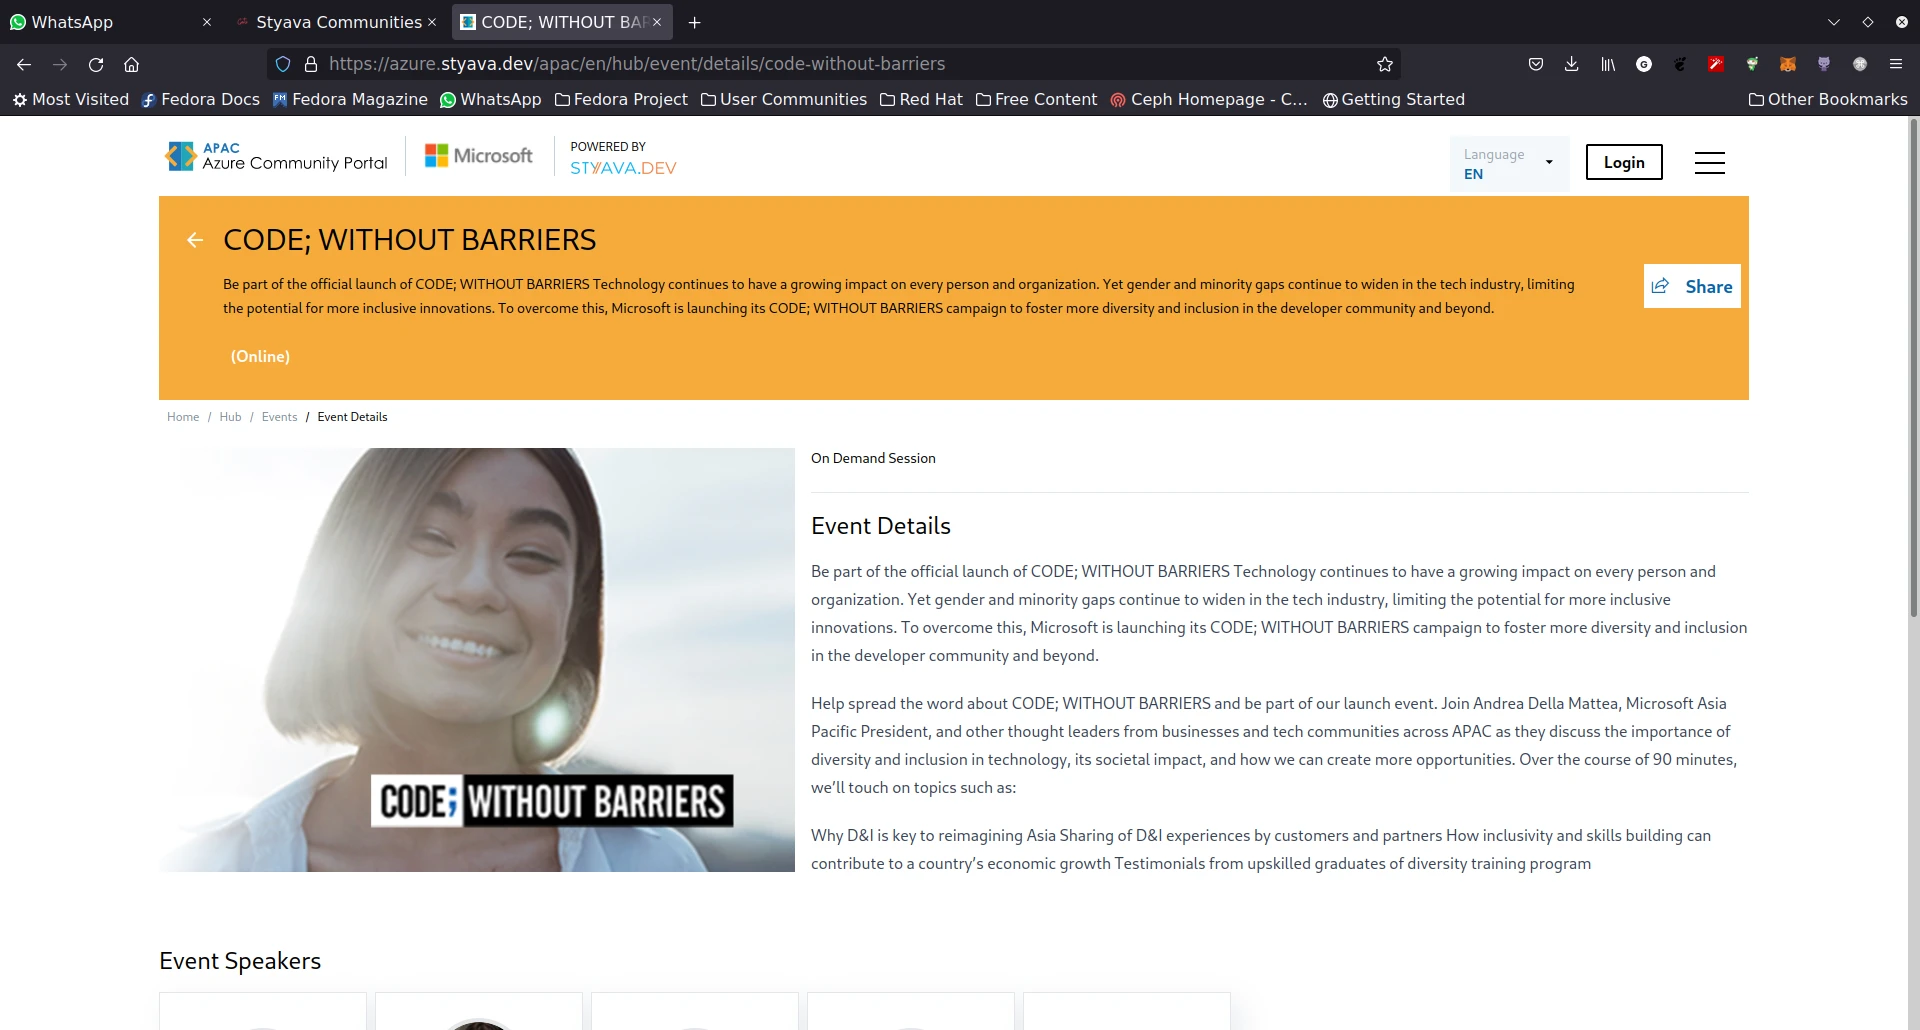 WhatsApp
Styava Communities
CODE; WITHOUT BAR
https://azure.styava.dev/apac/en/hub/event/details/code-without-barriers
Most Visited
Fedora Docs
Fedora Magazine
WhatsApp
Fedora Project
User Communities
Red Hat
Free Content
Ceph Homepage - C...
Getting Started
Other Bookmarks
APAC
Azure Community Portal
Microsoft
POWERED BY
STYAVA.DEV
Language
EN
Login
CODE; WITHOUT BARRIERS
Be part of the official launch of CODE; WITHOUT BARRIERS Technology continues to have a growing impact on every person and organization. Yet gender and minority gaps continue to widen in the tech industry, limiting
the potential for more inclusive innovations. To overcome this, Microsoft is launching its CODE; WITHOUT BARRIERS campaign to foster more diversity and inclusion in the developer community and beyond.
Share
(Online)
Home / Hub / Events / Event Details
CODE; WITHOUT BARRIERS
On Demand Session
Event Details
Be part of the official launch of CODE; WITHOUT BARRIERS Technology continues to have a growing impact on every person and
organization. Yet gender and minority gaps continue to widen in the tech industry, limiting the potential for more inclusive
innovations. To overcome this, Microsoft is launching its CODE; WITHOUT BARRIERS campaign to foster more diversity and inclusion
in the developer community and beyond.
Help spread the word about CODE; WITHOUT BARRIERS and be part of our launch event. Join Andrea Della Mattea, Microsoft Asia
Pacific President, and other thought leaders from businesses and tech communities across APAC as they discuss the importance of
diversity and inclusion in technology, its societal impact, and how we can create more opportunities. Over the course of 90 minutes,
we’ll touch on topics such as:
Why D&I is key to reimagining Asia Sharing of D&I experiences by customers and partners How inclusivity and skills building can
contribute to a country’s economic growth Testimonials from upskilled graduates of diversity training program
Event Speakers